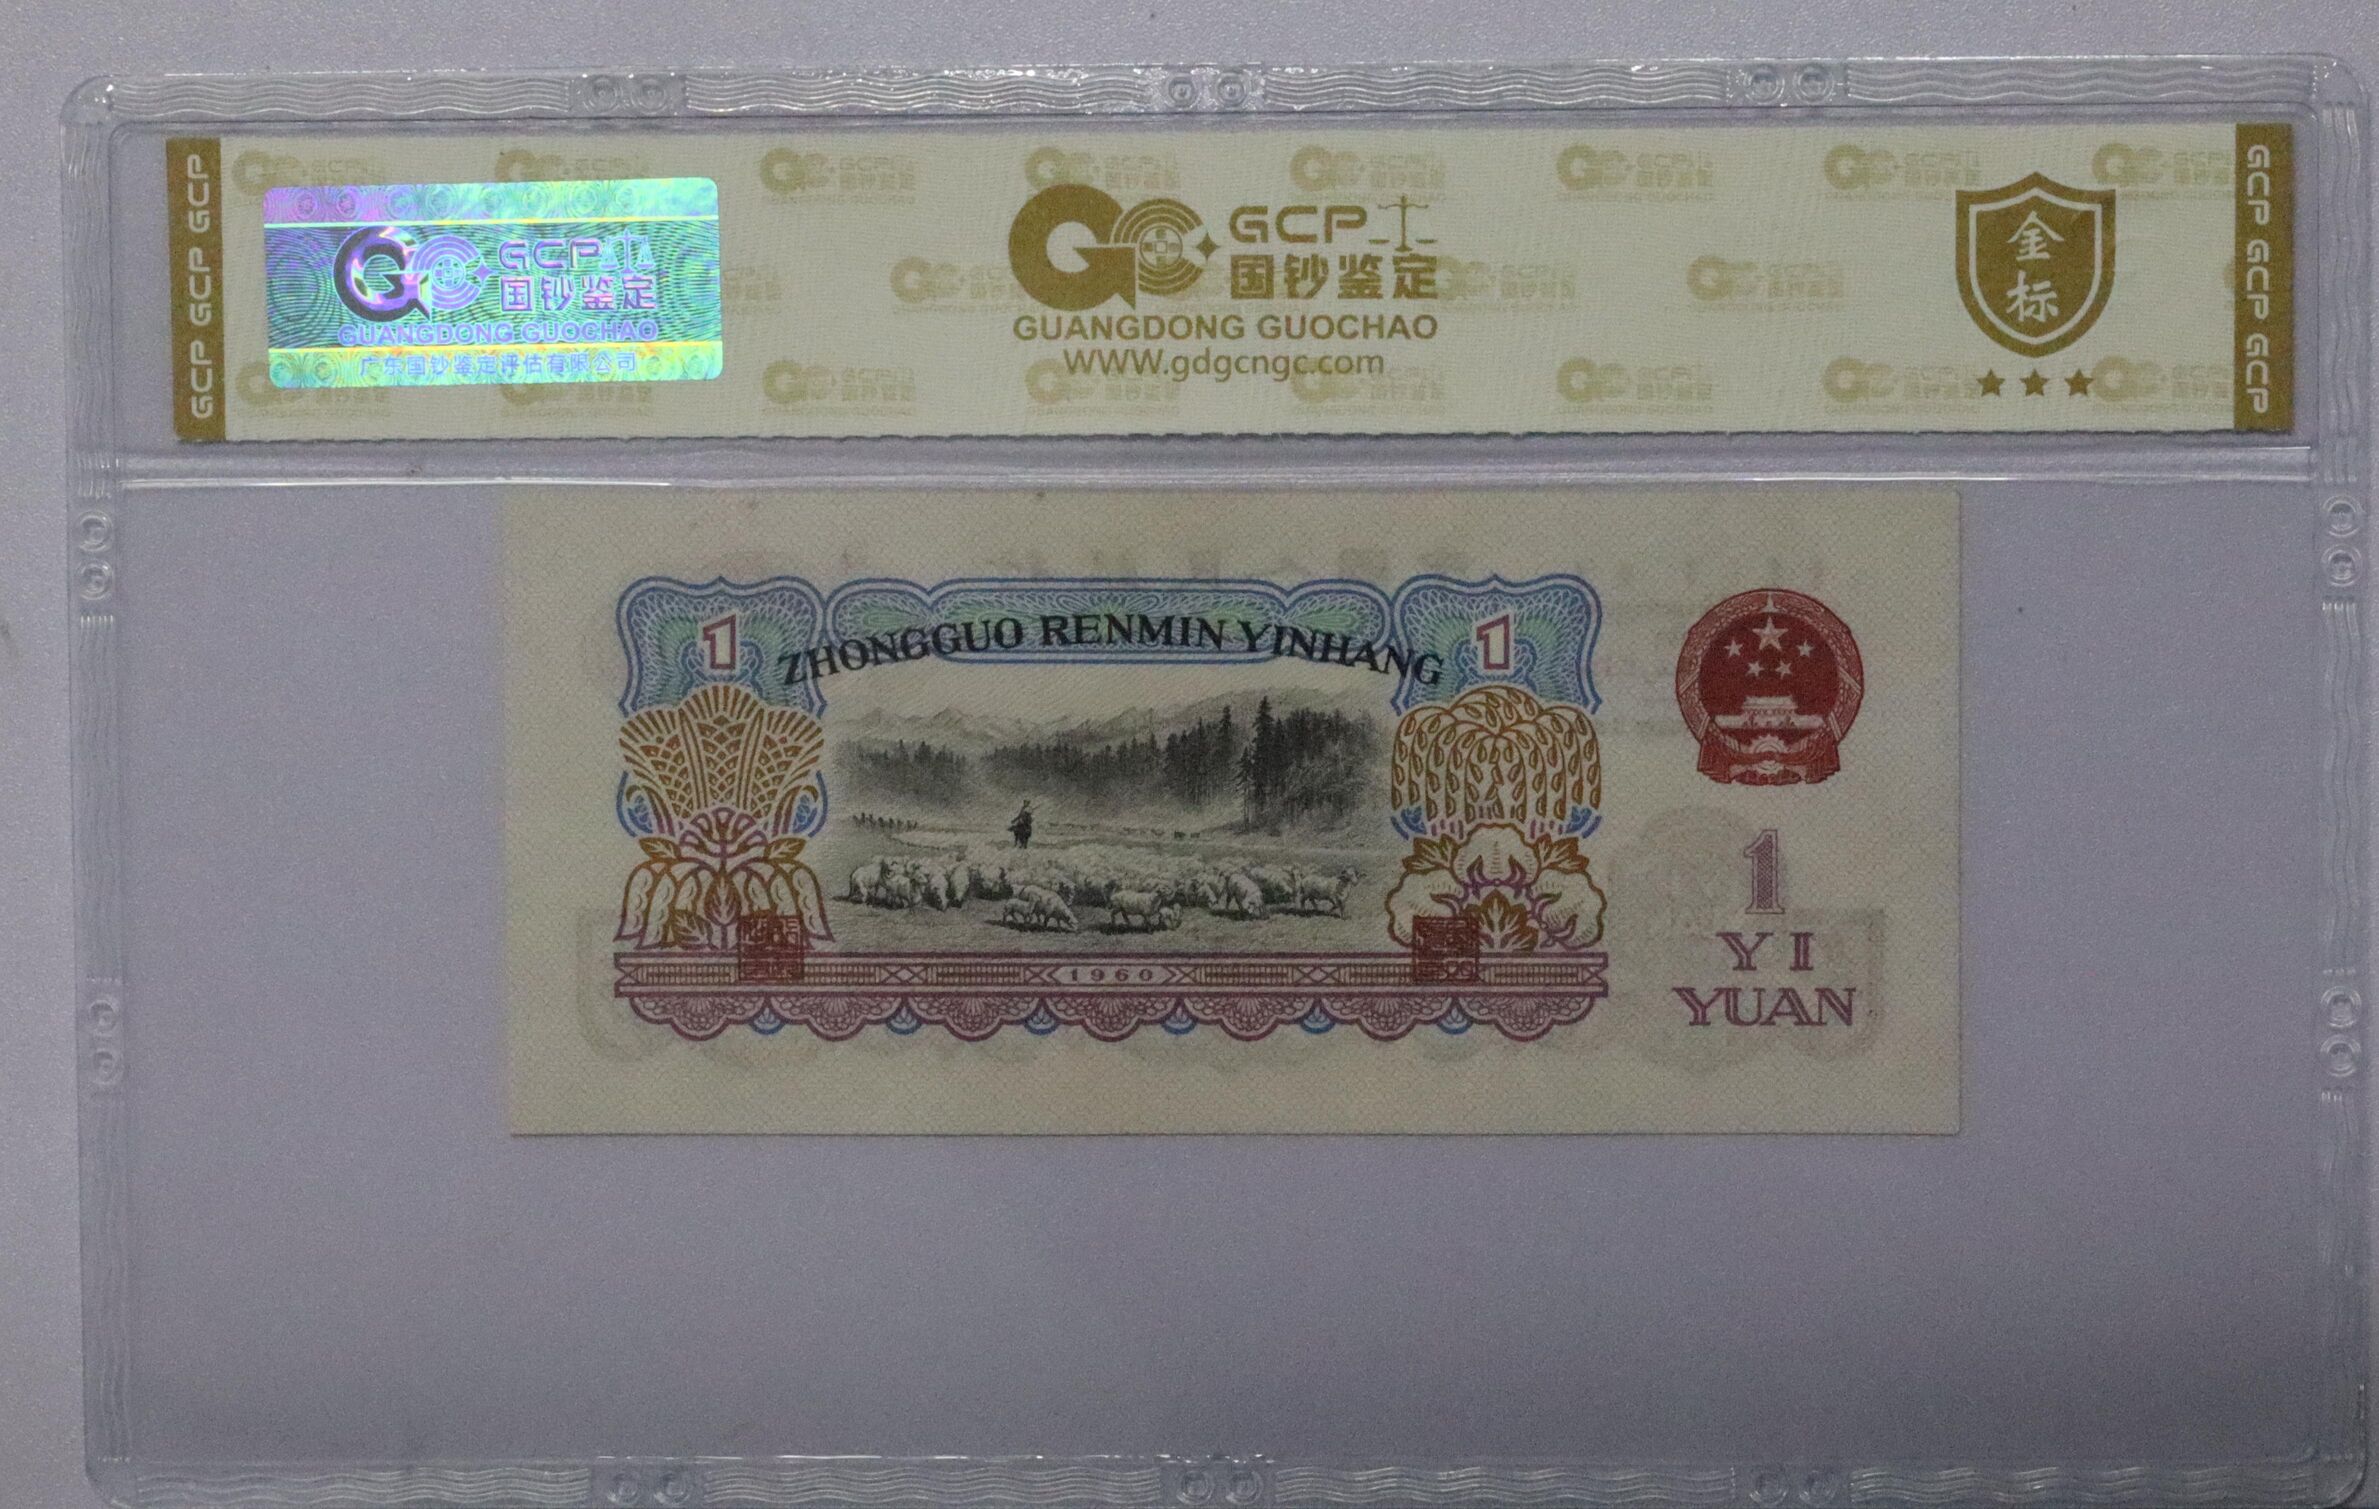 GCP GCP GCP
GCP
国钞鉴定
GUANGDONG GUOCHAO
广东国钞鉴定评估有限公司
GCP
国钞鉴定
GUANGDONG GUOCHAO
WWW.gdgcngc.com
金标
GCP GCP GCP
1
ZHONGGUO RENMIN YINHANG
1
1960
1
YI
YUAN